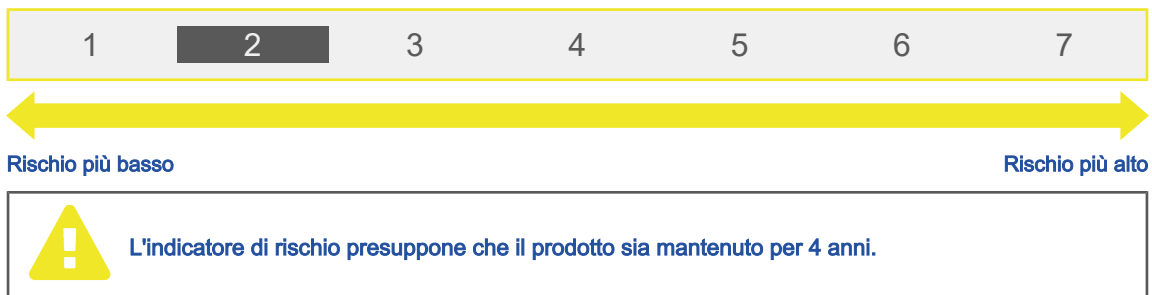 1 2 3 4 5 6 7
Rischio più basso Rischio più alto
L'indicatore di rischio presuppone che il prodotto sia mantenuto per 4 anni.